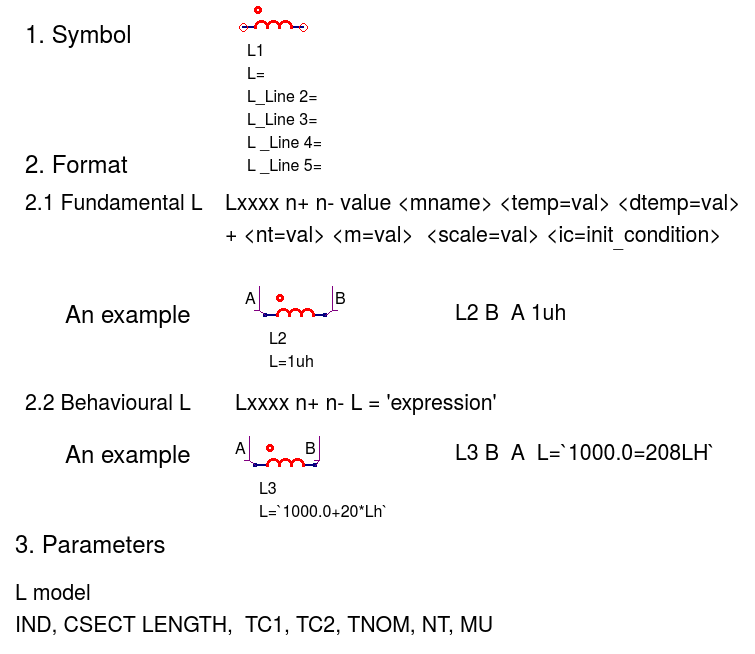 1. Symbol
L1
L=
L_Line 2=
L_Line 3=
L _Line 4=
L _Line 5=
2. Format
2.1 Fundamental L Lxxxx n+ n- value <mname> <temp=val> <dtemp=val>
+ <nt=val> <m=val> <scale=val> <ic=init_condition>
An example A B L2 B A 1uh
L2
L=1uh
2.2 Behavioural L Lxxxx n+ n- L = 'expression'
An example A B L3 B A L=`1000.0=208LH`
L3
L=`1000.0+20*Lh`
3. Parameters
L model
IND, CSECT LENGTH, TC1, TC2, TNOM, NT, MU